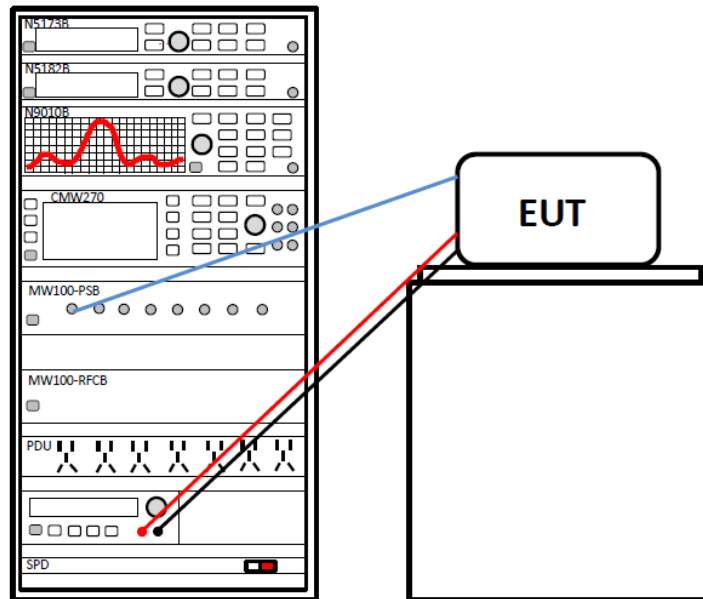 N5173B
N5182B
N9010B
CMW270
EUT
MW100-PSB
MW100-RFCB
PDU
SPD